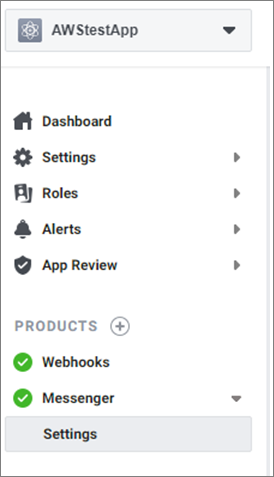 AWStestApp
Dashboard
Settings
Roles
Alerts
App Review
PRODUCTS
Webhooks
Messenger
Settings